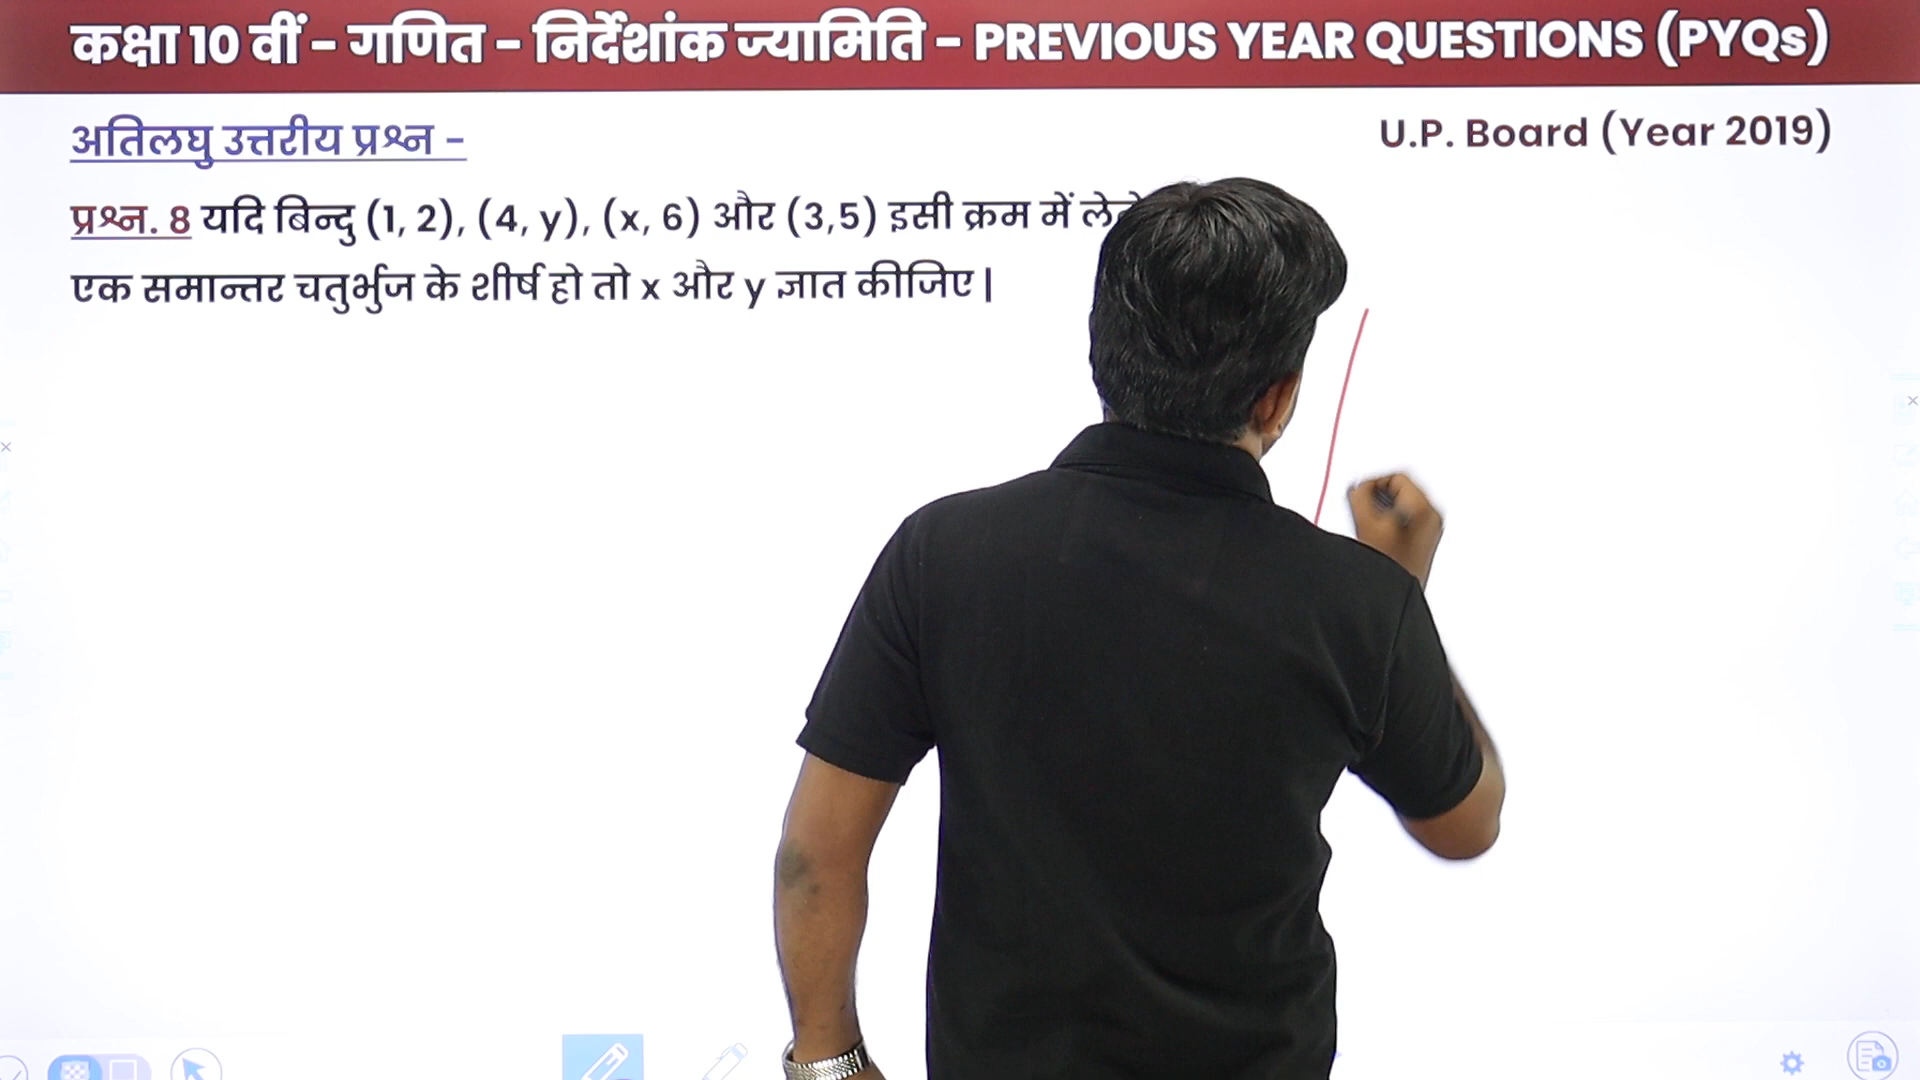 कक्षा 10 वीं - गणित - निर्देशांक ज्यामिति - PREVIOUS YEAR QUESTIONS (PYQs)
अतिलघु उत्तरीय प्रश्न -
U.P. Board (Year 2019)
प्रश्न. 8 यदि बिन्दु (1, 2), (4, y), (x, 6) और (3,5) इसी क्रम में
एक समान्तर चतुर्भुज के शीर्ष हो तो x और y ज्ञात कीजिए |